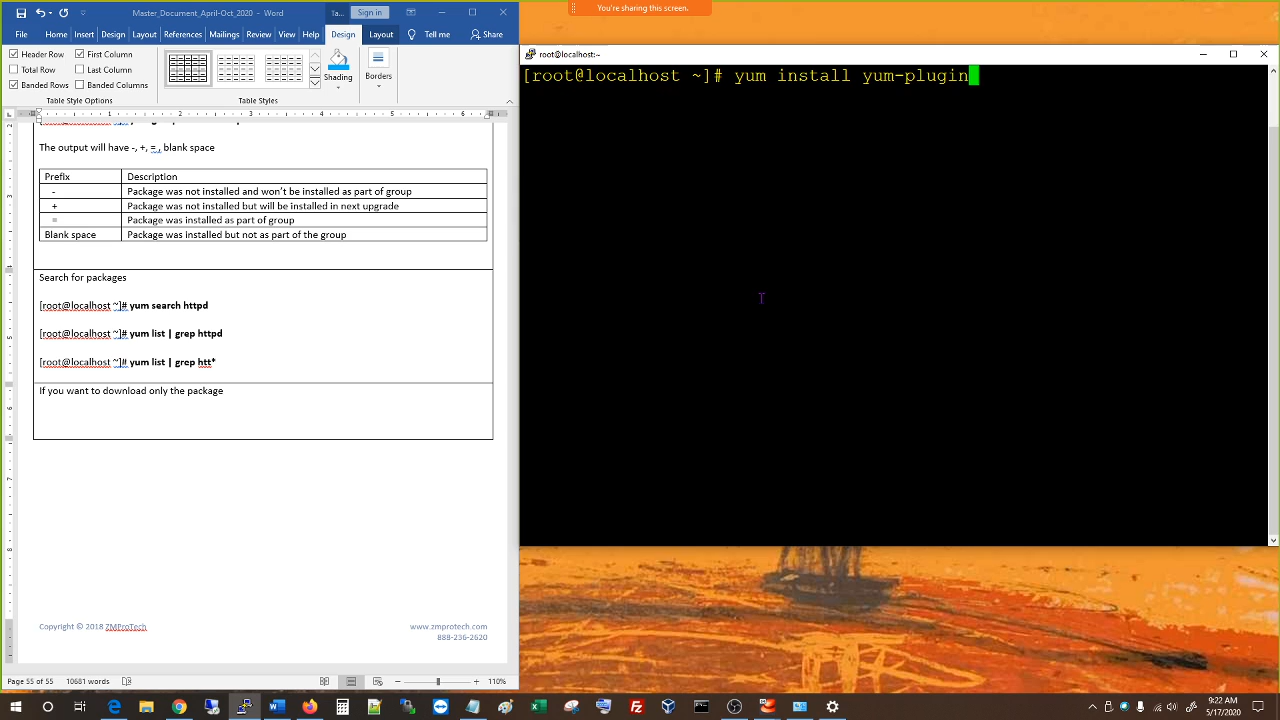 You're sharing this screen.
Master_Document_April-Oct_2020 - Word
Ta...
Sign in
File Home Insert Draw Layout References Mailings Review View Design Layout Tell me Share
Header Row First Column
Total Row Last Column
Banded Rows Banded Columns
Shading
Borders
Table Style Options
Table Styles
The output will have -, +, = , blank space
Prefix Description
- Package was not installed and won't be installed as part of group
+ Package was not installed but will be installed in next upgrade
= Package was installed as part of group
Blank space Package was installed but not as part of the group
Search for packages
[root@localhost ~]# yum search httpd
[root@localhost ~]# yum list | grep httpd
[root@localhost ~]# yum list | grep htt*
If you want to download only the package
Copyright © 2018 ZMProTech
www.zmprotech.com
888-236-2620
Page 55 of 55 10681 words
110%
root@localhost:~
[root@localhost ~]# yum install yum-plugin
9:22 AM
5/17/2020